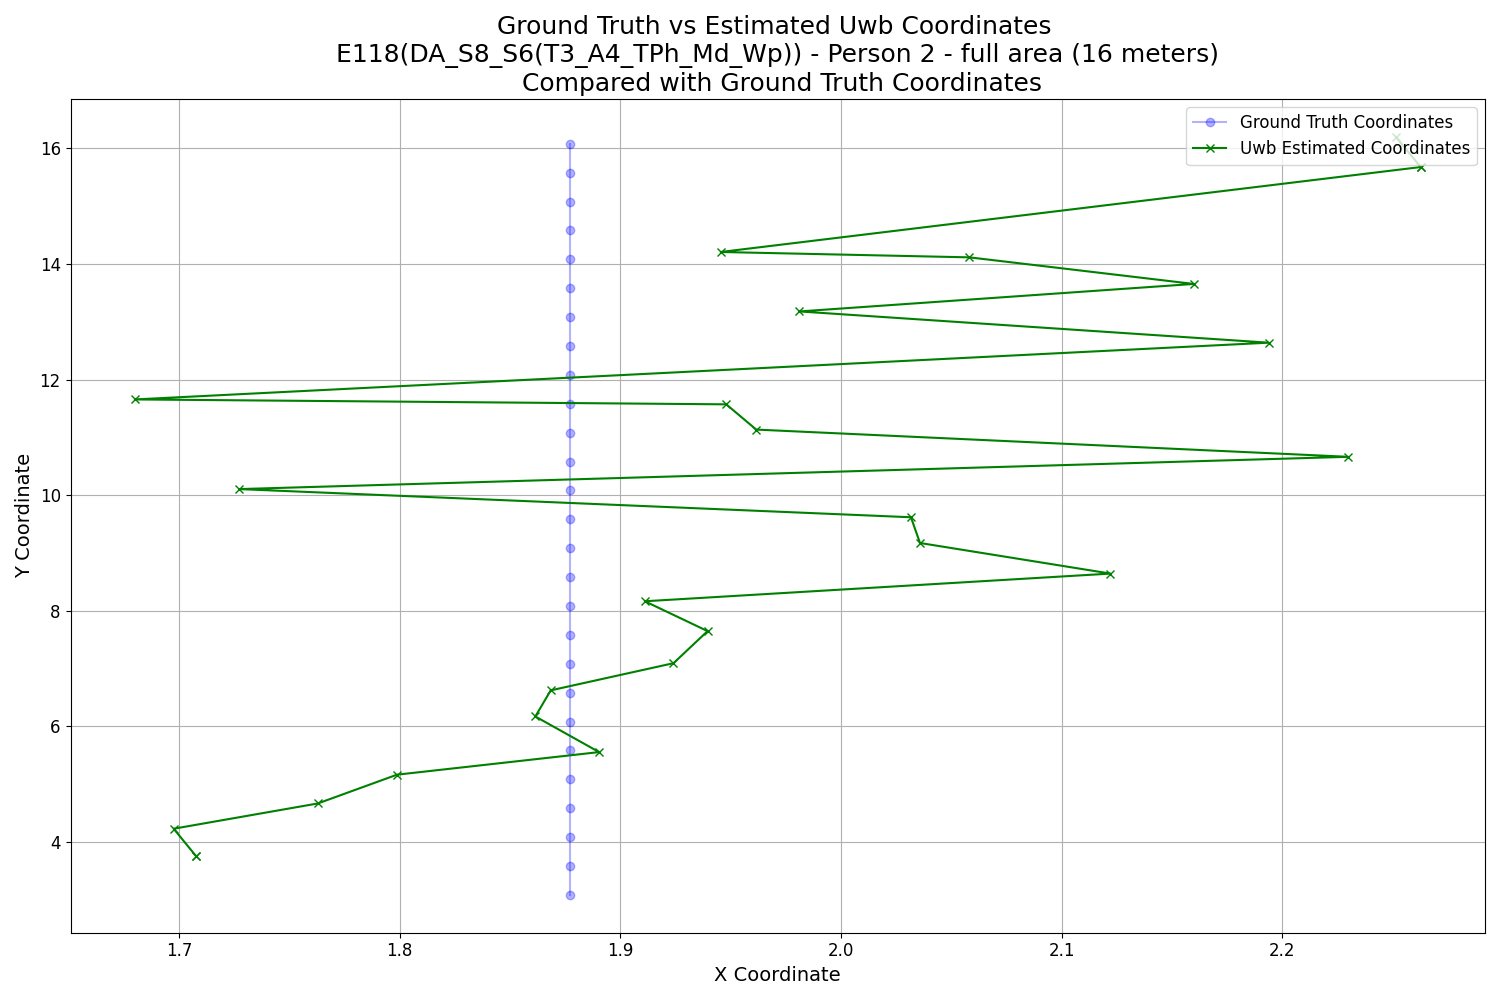 Ground Truth vs Estimated Uwb Coordinates
E118(DA_S8_S6(T3_A4_TPh_Md_Wp)) - Person 2 - full area (16 meters)
Compared with Ground Truth Coordinates
Ground Truth Coordinates
Uwb Estimated Coordinates
16
14
12
10
8
6
4
Y Coordinate
1.7 1.8 1.9 2.0 2.1 2.2
X Coordinate